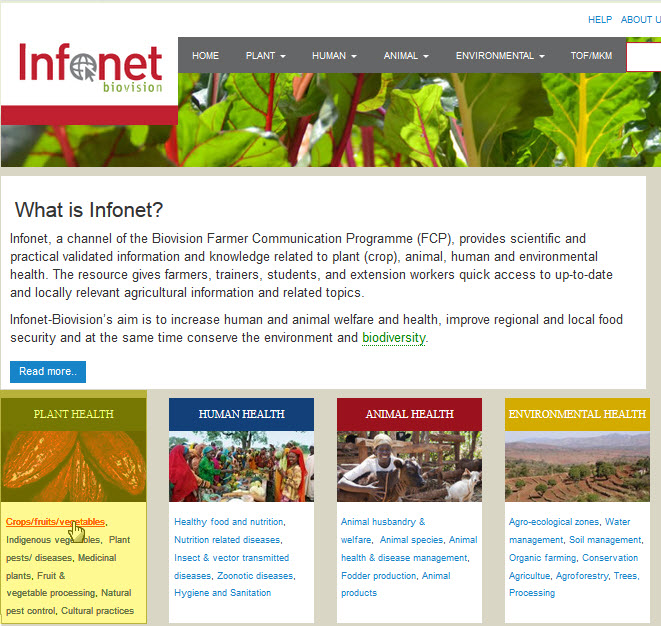 HELP ABOUT U
Infonet
biovision
HOME PLANT HUMAN ANIMAL ENVIRONMENTAL TOF/MKM
What is Infonet?
Infonet, a channel of the Biovision Farmer Communication Programme (FCP), provides scientific and
practical validated information and knowledge related to plant (crop), animal, human and environmental
health. The resource gives farmers, trainers, students, and extension workers quick access to up-to-date
and locally relevant agricultural information and related topics.
Infonet-Biovision's aim is to increase human and animal welfare and health, improve regional and local food
security and at the same time conserve the environment and biodiversity.
Read more..
PLANT HEALTH
Crops/fruits/vegetables,
Indigenous vegetables, Plant
pests/ diseases, Medicinal
plants, Fruit &
vegetable processing, Natural
pest control, Cultural practices
HUMAN HEALTH
Healthy food and nutrition,
Nutrition related diseases,
Insect & vector transmitted
diseases, Zoonotic diseases,
Hygiene and Sanitation
ANIMAL HEALTH
Animal husbandry &
welfare, Animal species, Animal
health & disease management,
Fodder production, Animal
products
ENVIRONMENTAL HEALTH
Agro-ecological zones, Water
management, Soil management,
Organic farming, Conservation
Agricultue, Agroforestry, Trees,
Processing